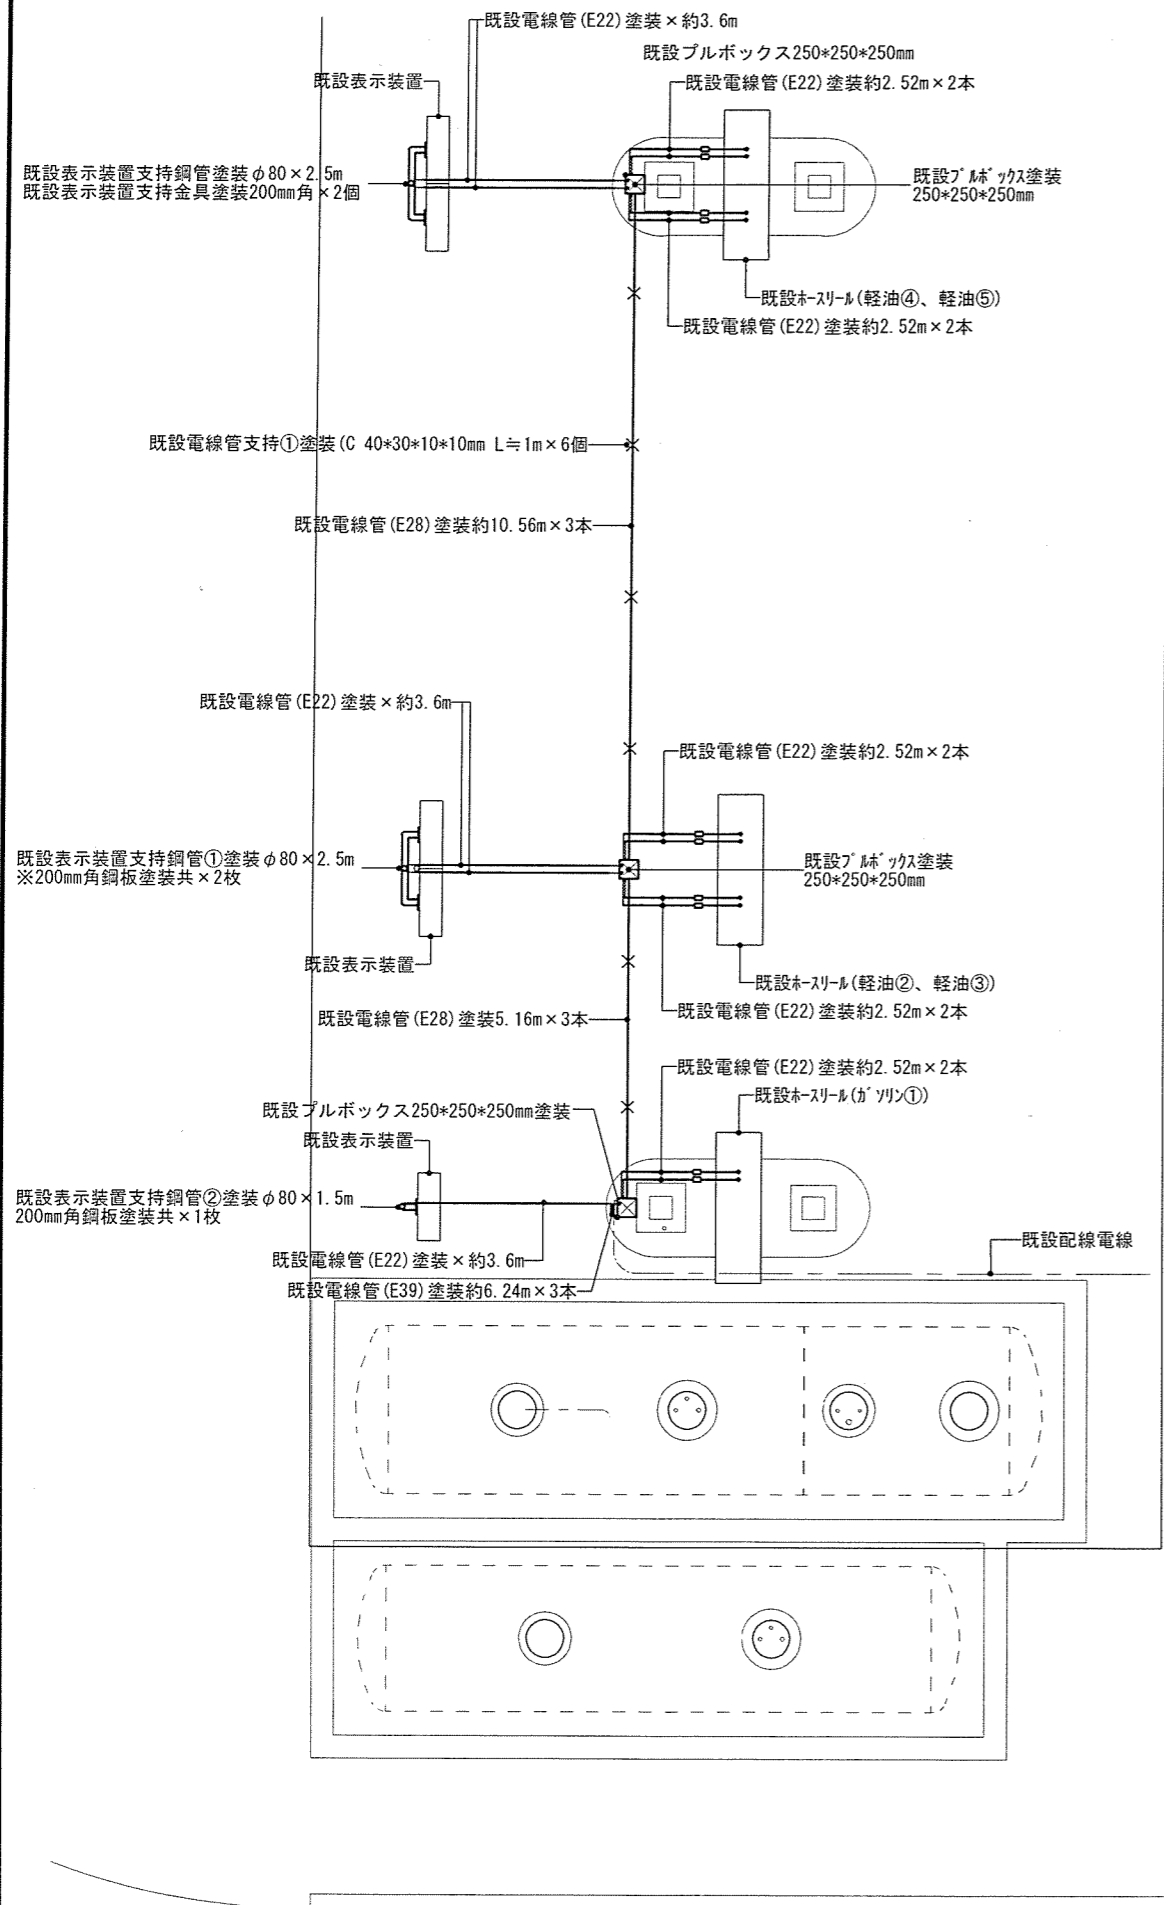 既設電線管(E22)塗装×約3.6m
既設プルボックス250*250*250mm
既設表示装置
既設電線管(E22)塗装約2.52m×2本
既設表示装置支持鋼管塗装φ80×2.5m
既設表示装置支持金具塗装200mm角×2個
既設プルボックス塗装
250*250*250mm
既設ホースリール(軽油④、軽油⑤)
既設電線管(E22)塗装約2.52m×2本
既設電線管支持①塗装(C 40*30*10*10mm L≒1m×6個
既設電線管(E28)塗装約10.56m×3本
既設電線管(E22)塗装×約3.6m
既設電線管(E22)塗装約2.52m×2本
既設表示装置支持鋼管①塗装φ80×2.5m
※200mm角鋼板塗装共×2枚
既設プルボックス塗装
250*250*250mm
既設表示装置
既設ホースリール(軽油②、軽油③)
既設電線管(E22)塗装約2.52m×2本
既設電線管(E28)塗装5.16m×3本
既設電線管(E22)塗装約2.52m×2本
既設ホースリール(ガソリン①)
既設プルボックス250*250*250mm塗装
既設表示装置
既設表示装置支持鋼管②塗装φ80×1.5m
200mm角鋼板塗装共×1枚
既設配線電線
既設電線管(E22)塗装×約3.6m
既設電線管(E39)塗装約6.24m×3本